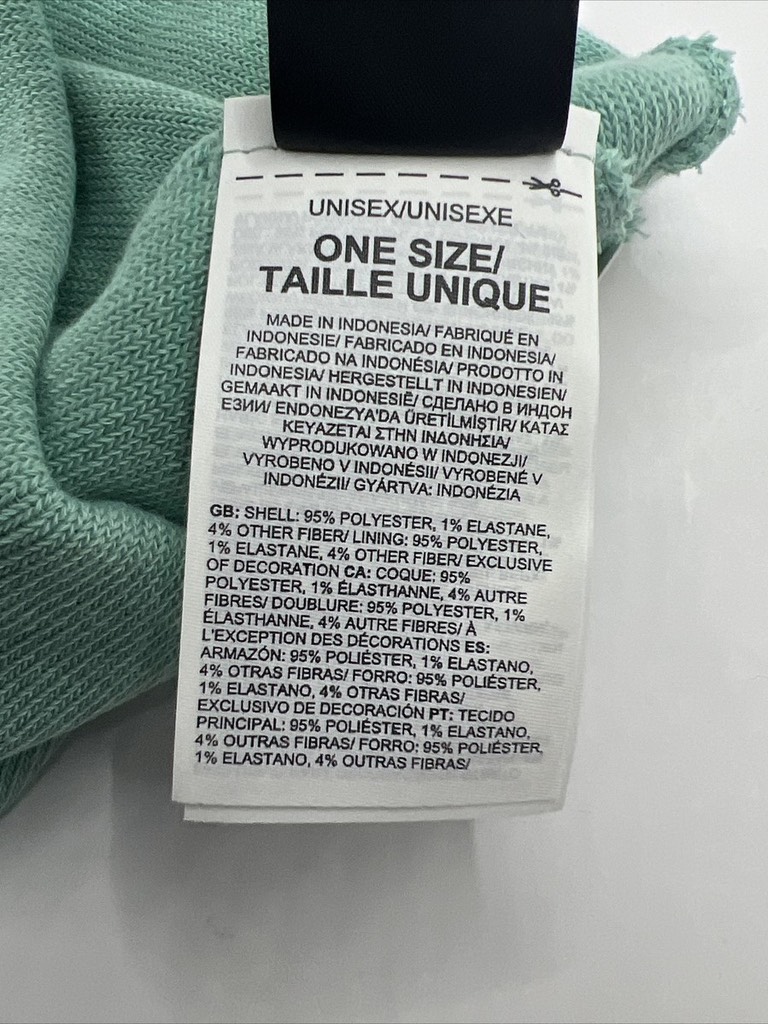 UNISEX/UNISEXE
ONE SIZE/
TAILLE UNIQUE
MADE IN INDONESIA/ FABRIQUÉ EN
INDONESIE/ FABRICADO EN INDONESIA/
FABRICADO NA INDONÉSIA/ PRODOTTO IN
INDONESIA/ HERGESTELLT IN INDONESIEN/
GEMAAKT IN INDONESIË/ СДЕЛАНО В ИНДОН
ЕЗИИ/ ENDONEZYA'DA ÜRETİLMİŞTİR/ ΚΑΤΑΣ
ΚΕΥΑΖΕΤΑΙ ΣΤΗΝ ΙΝΔΟΝΗΣΙΑ/
WYPRODUKOWANO W INDONEZJI/
VYROBENO V INDONÉSII/ VYROBENÉ V
INDONÉZII/ GYÁRTVA: INDONÉZIA
GB: SHELL: 95% POLYESTER, 1% ELASTANE,
4% OTHER FIBER/ LINING: 95% POLYESTER,
1% ELASTANE, 4% OTHER FIBER/ EXCLUSIVE
OF DECORATION CA: COQUE; 95%
POLYESTER, 1% ÉLASTHANNE, 4% AUTRE
FIBRES/ DOUBLURE: 95% POLYESTER, 1%
ÉLASTHANNE, 4% AUTRE FIBRES/ À
L'EXCEPTION DES DÉCORATIONS ES:
ARMAZÓN: 95% POLIÉSTER, 1% ELASTANO,
4% OTRAS FIBRAS/ FORRO: 95% POLIÉSTER,
1% ELASTANO, 4% OTRAS FIBRAS/
EXCLUSIVO DE DECORACIÓN PT: TECIDO
PRINCIPAL: 95% POLIÉSTER, 1% ELASTANO,
4% OUTRAS FIBRAS/ FORRO: 95% POLIÉSTER,
1% ELASTANO, 4% OUTRAS FIBRAS/